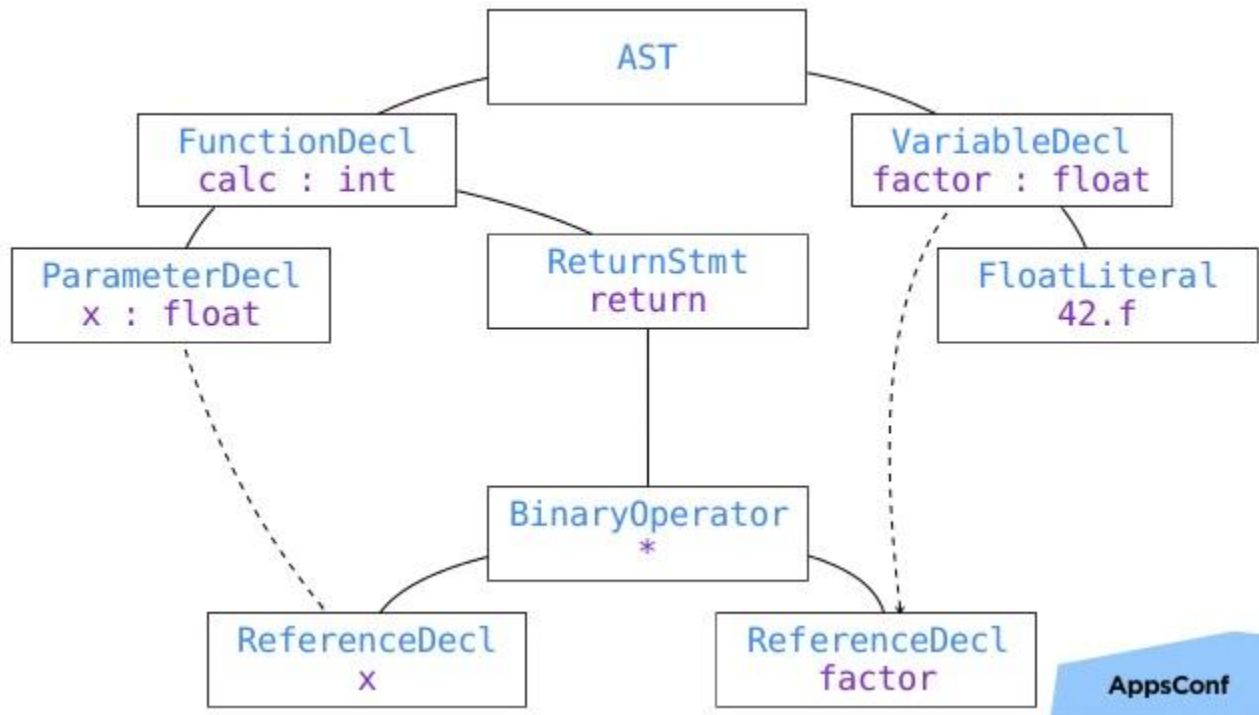 AST
FunctionDecl
calc : int
VariableDecl
factor : float
ParameterDecl
x : float
ReturnStmt
return
FloatLiteral
42.f
BinaryOperator
*
ReferenceDecl
x
ReferenceDecl
factor
AppsConf